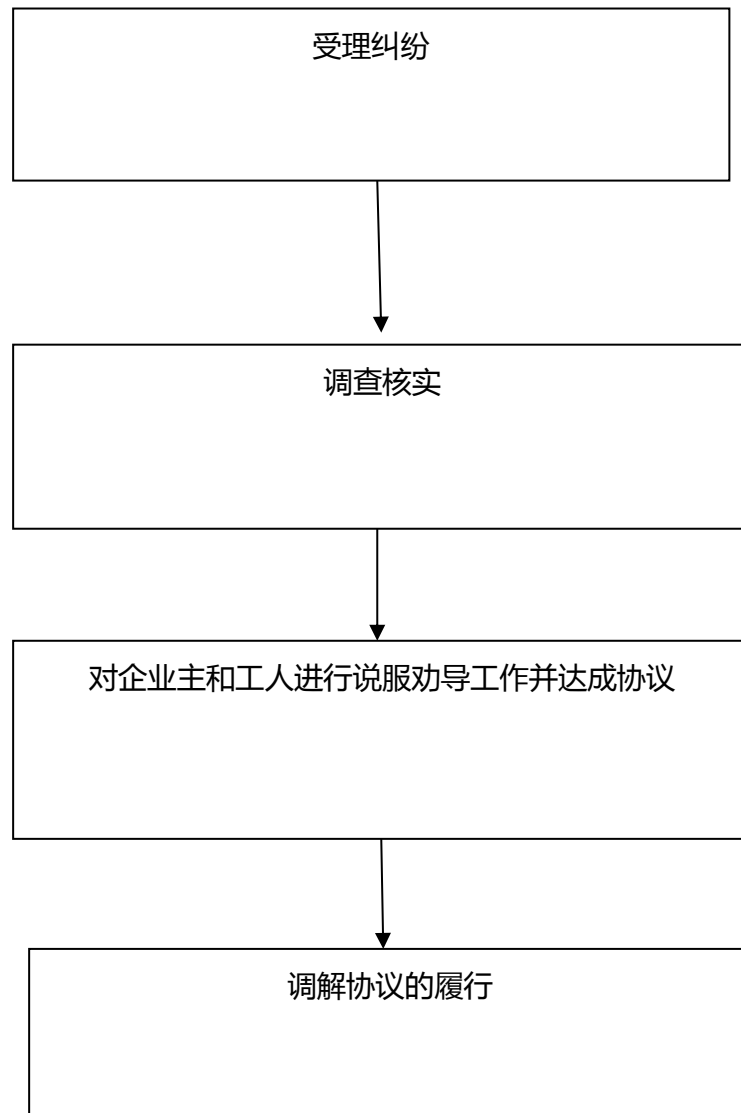 受理纠纷
调查核实
对企业主和工人进行说服劝导工作并达成协议
调解协议的履行